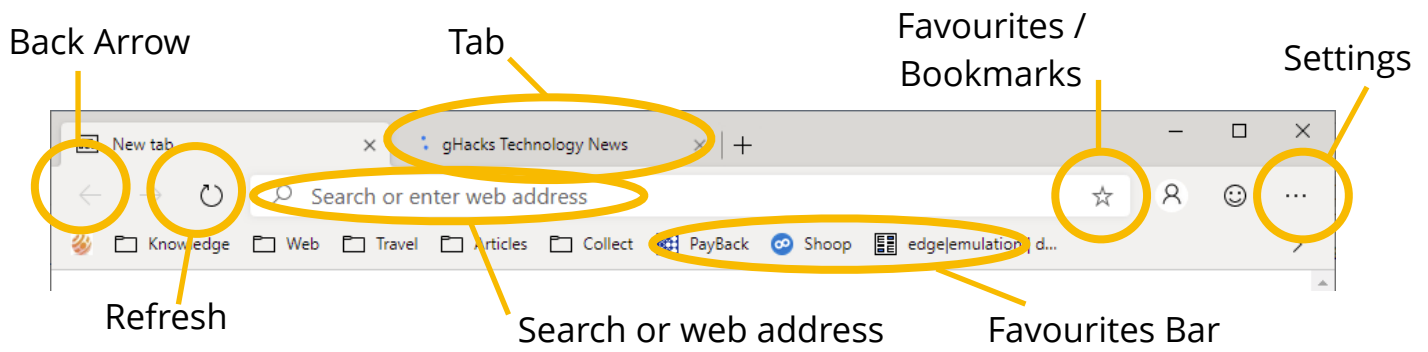 Back Arrow
Tab
Favourites /
Bookmarks
Settings
New tab
gHacks Technology News
Search or enter web address
Knowledge Web Travel Articles Collect PayBack Shoop edge|emulation | d...
Refresh
Search or web address
Favourites Bar